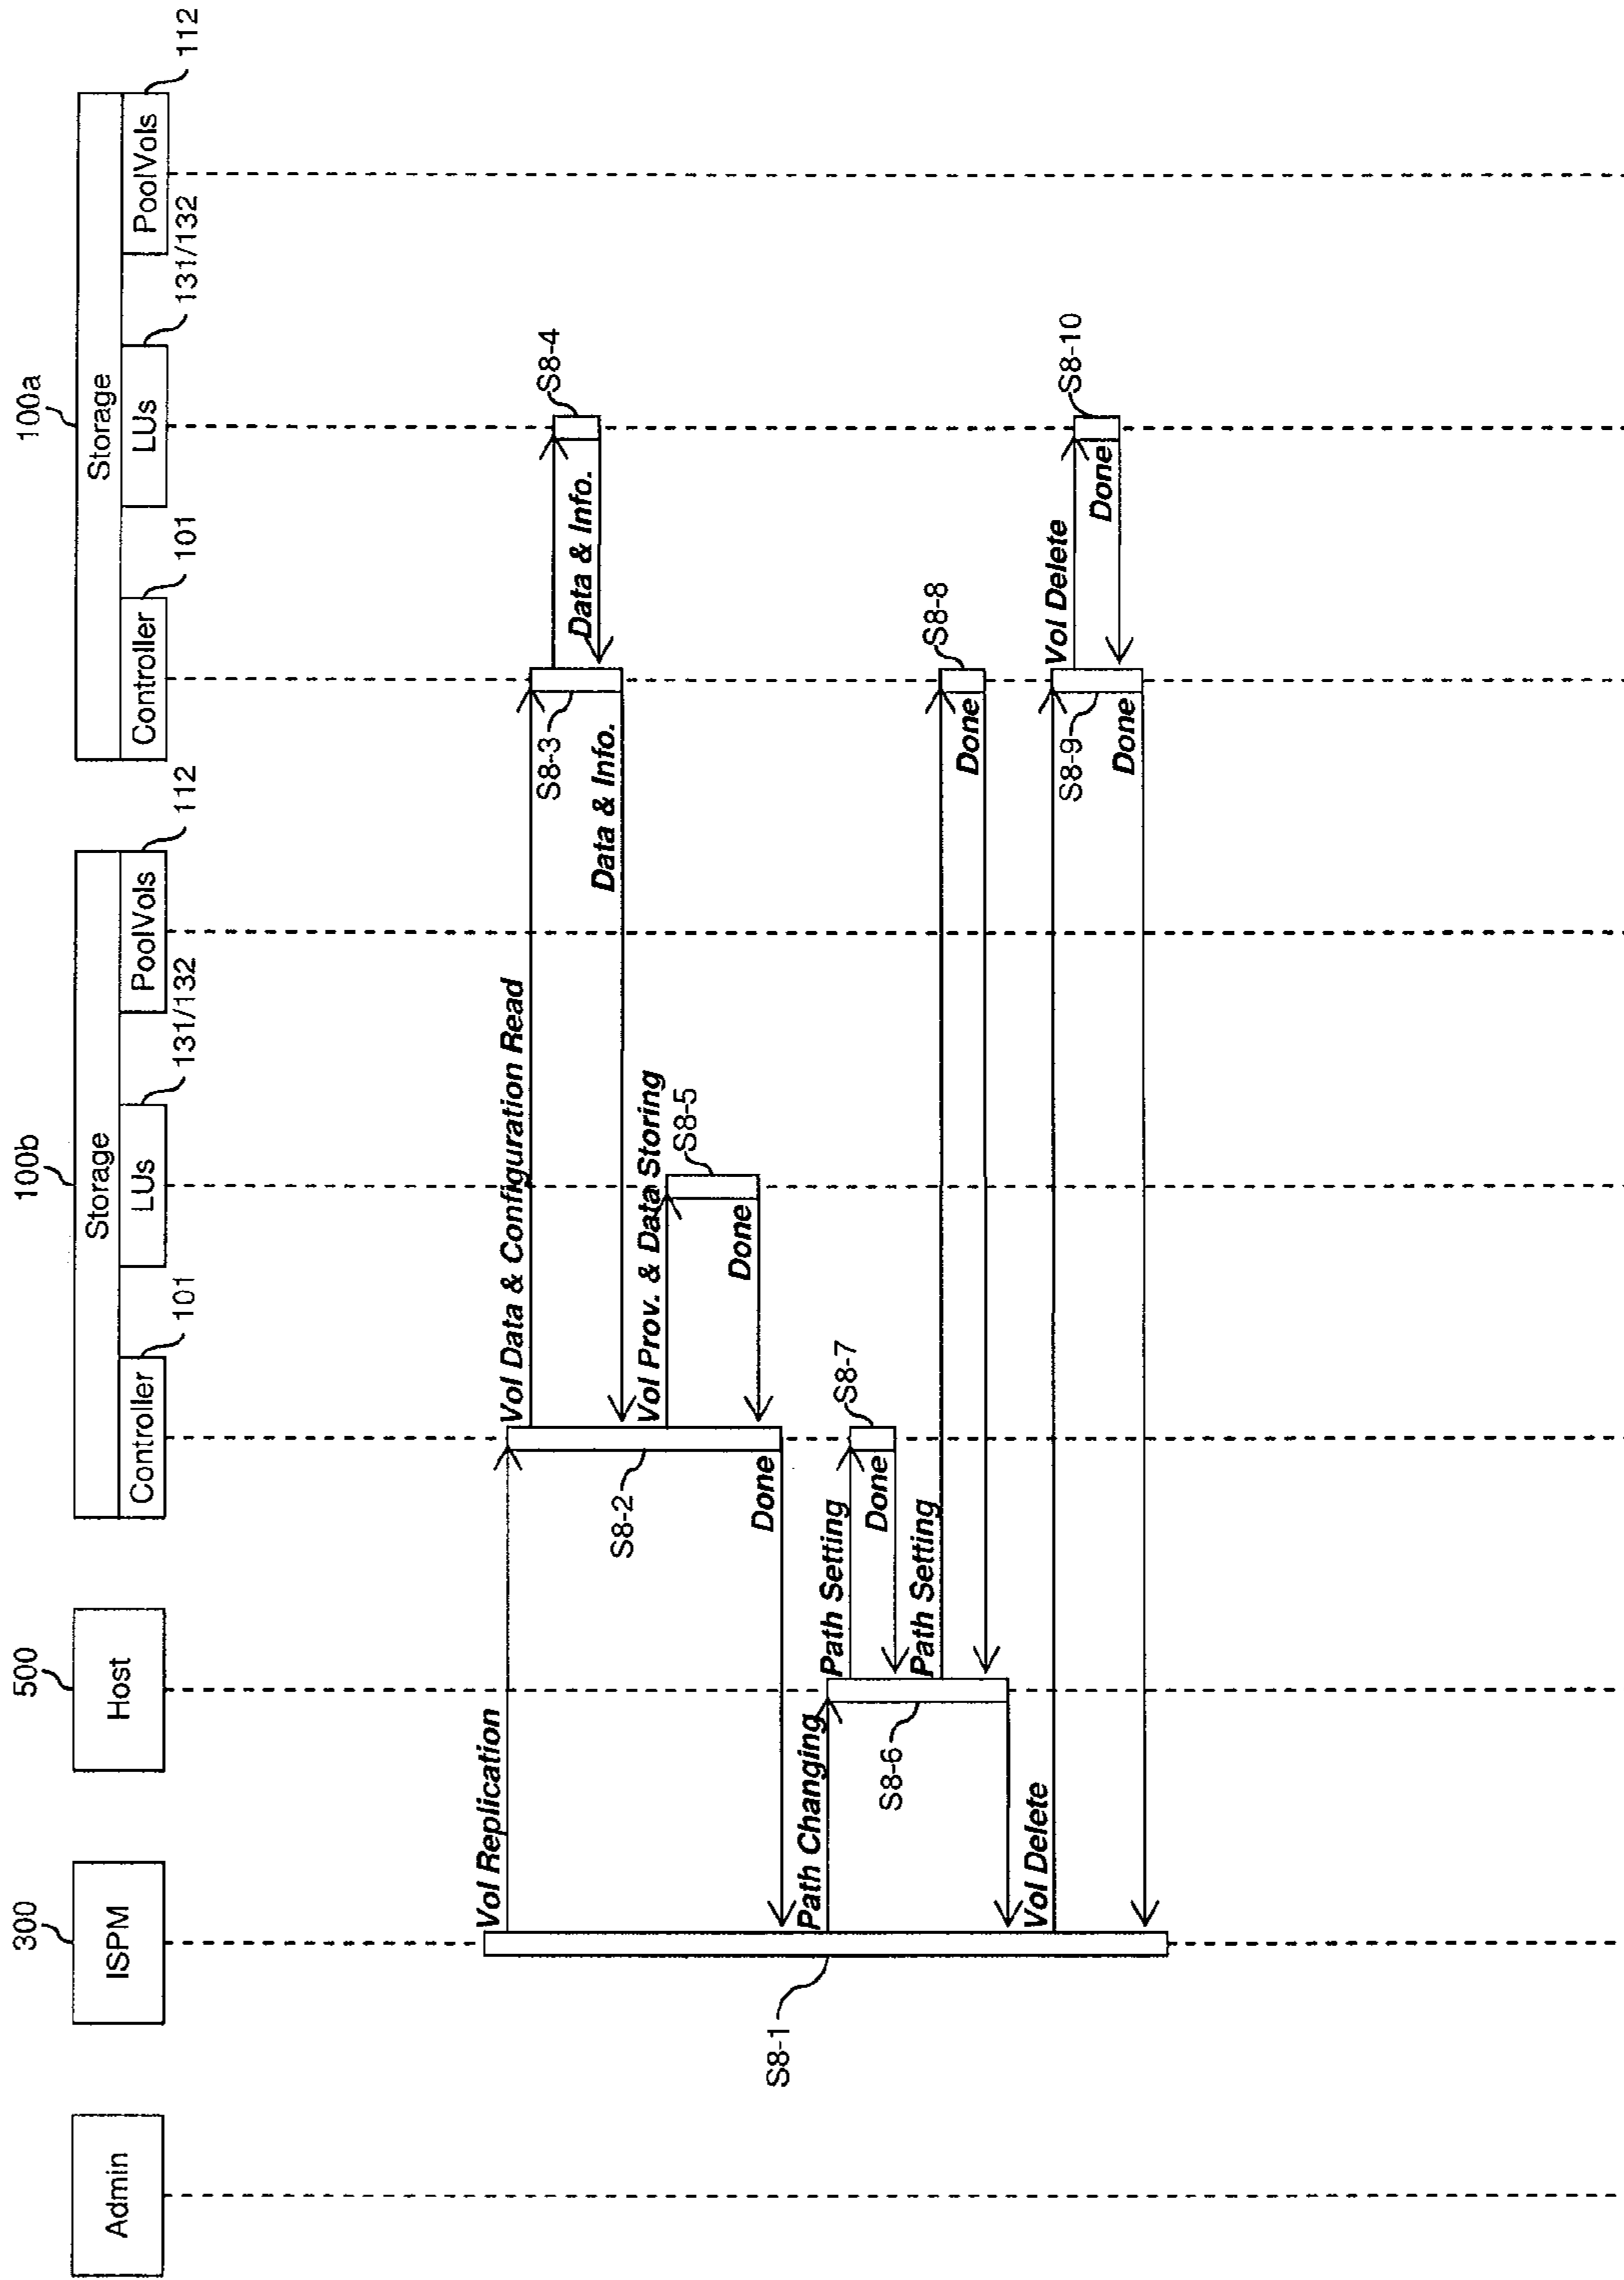 Admin
300
ISPM
500
Host
100b
Storage
Controller
101
LUs
131/132
PoolVols
112
100a
Storage
Controller
101
LUs
131/132
PoolVols
112
S8-1
Vol Replication
S8-2
Vol Data & Configuration Read
S8-3
S8-4
Data & Info.
Data & Info.
Vol Prov. & Data Storing
S8-5
Done
Done
Path Changing
S8-6
Path Setting
S8-7
Done
Path Setting
S8-8
Done
Vol Delete
S8-9
Vol Delete
S8-10
Done
Done